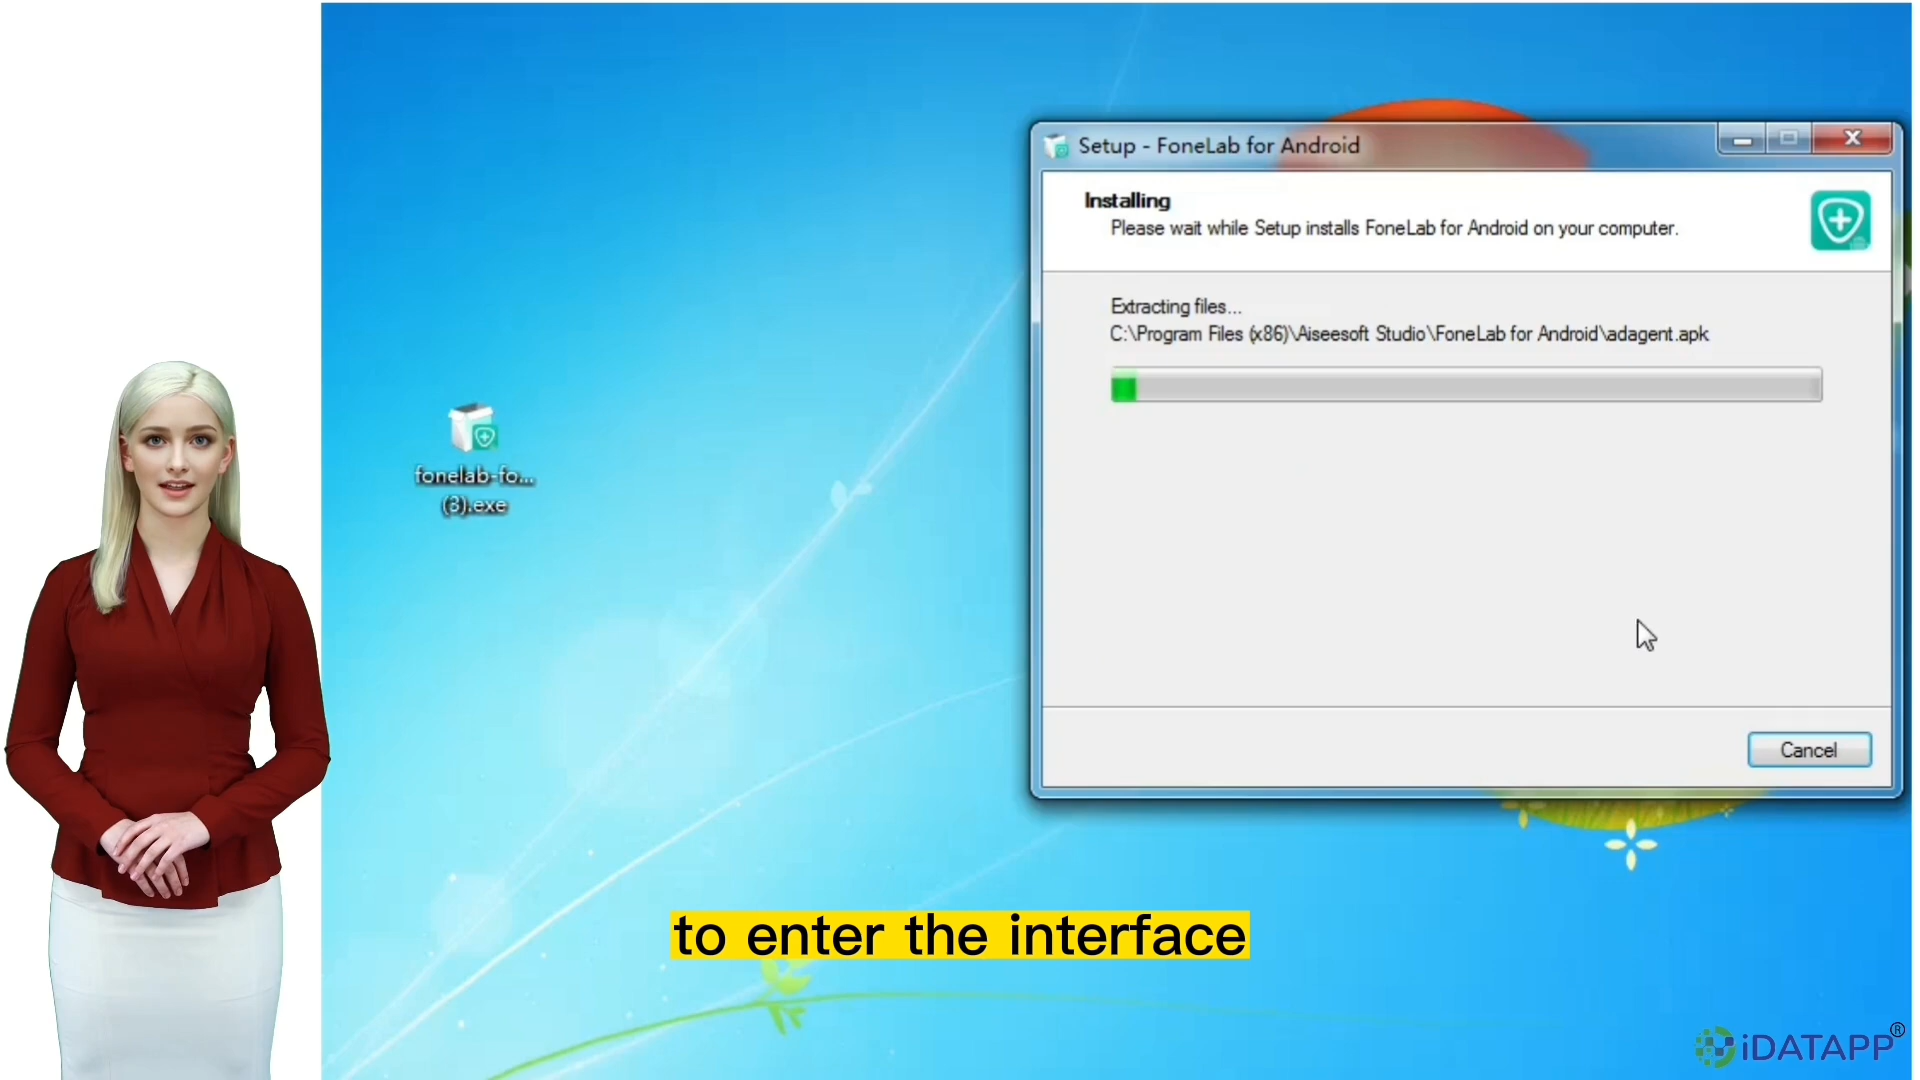 Setup - FoneLab for Android
Installing
Please wait while Setup installs FoneLab for Android on your computer.
Extracting files...
C:\Program Files (x86)\Aiseesoft Studio\FoneLab for Android\adagent.apk
fonelab-fo...
(3).exe
Cancel
to enter the interface
iDATAPP®